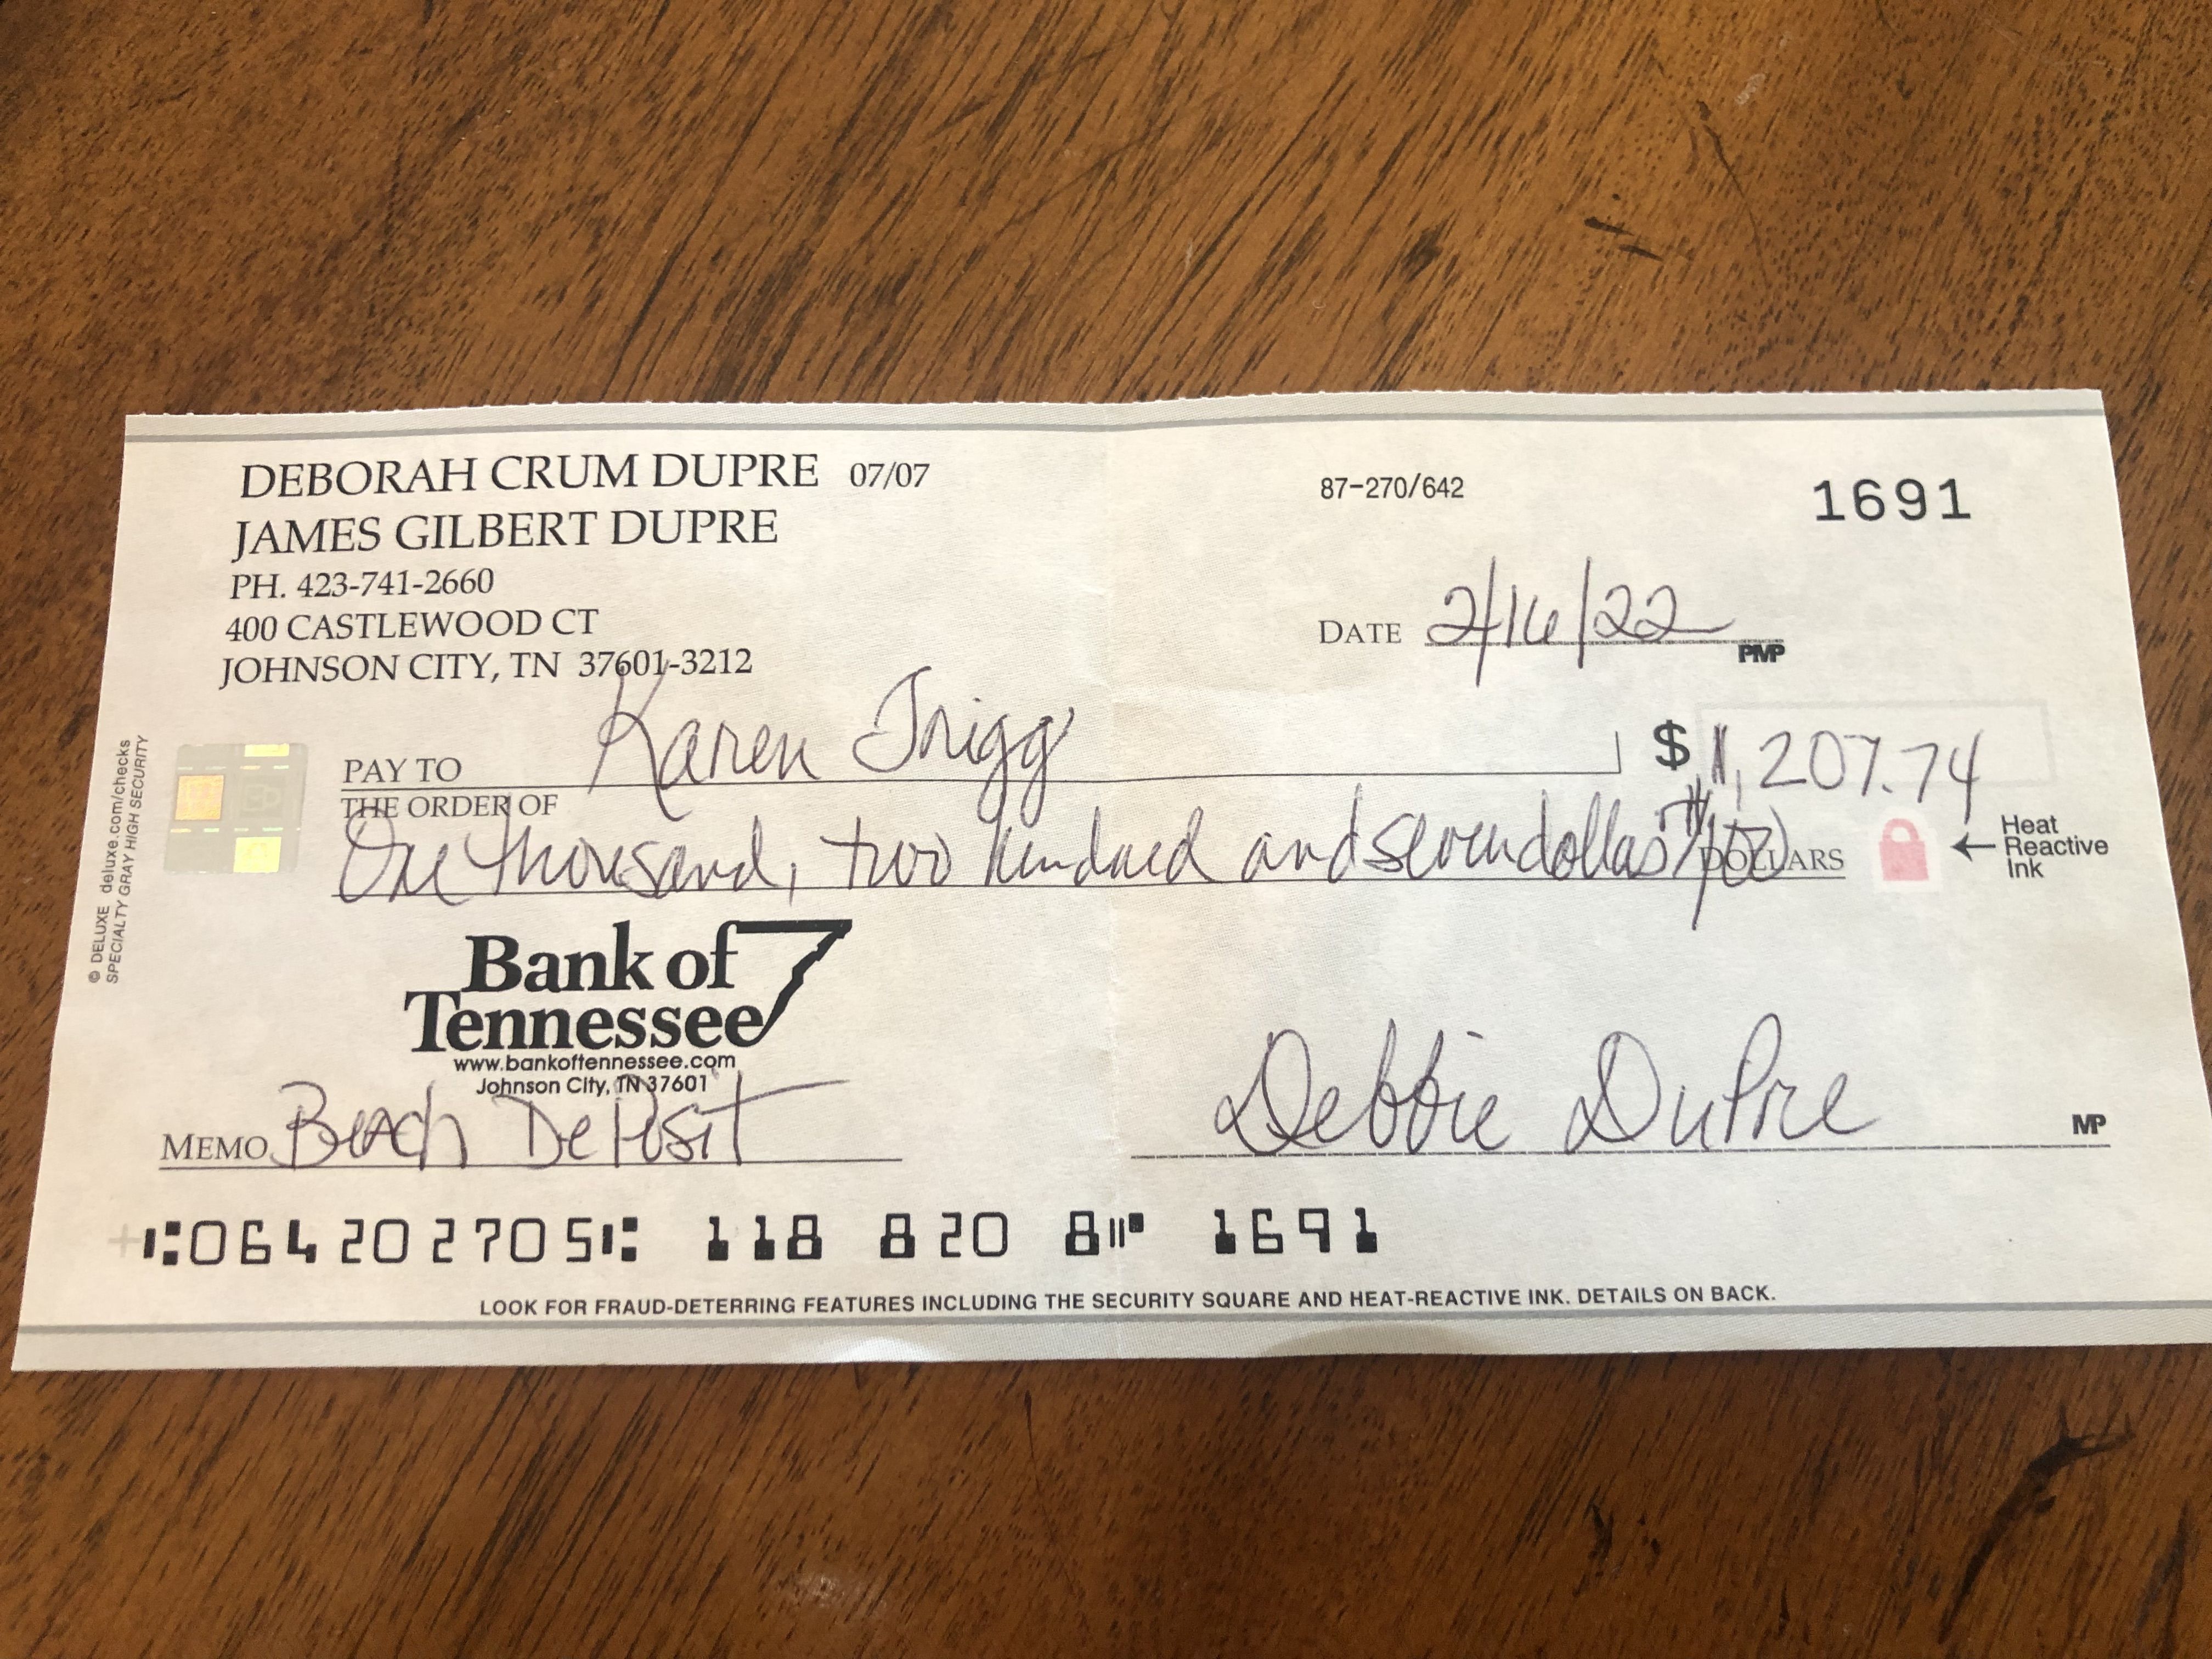 DEBORAH CRUM DUPRE 07/07
JAMES GILBERT DUPRE
PH. 423-741-2660
400 CASTLEWOOD CT
JOHNSON CITY, TN 37601-3212
87-270/642
1691
DATE 2/16/22
PMP
PAY TO
THE ORDER OF Karen Trigg
$ 1,207.74
One thousand, two hundred and seven dollars 74/100 DOLLARS
Heat
Reactive
Ink
© DELUXE deluxe.com/checks
SPECIALTY GRAY HIGH SECURITY
Bank of
Tennessee
www.bankoftennessee.com
Johnson City, TN 37601
MEMO Beach Deposit
Debbie DuPre
MP
⑆064202705⑆ 118 820 8⑈ 1691
LOOK FOR FRAUD-DETERRING FEATURES INCLUDING THE SECURITY SQUARE AND HEAT-REACTIVE INK. DETAILS ON BACK.